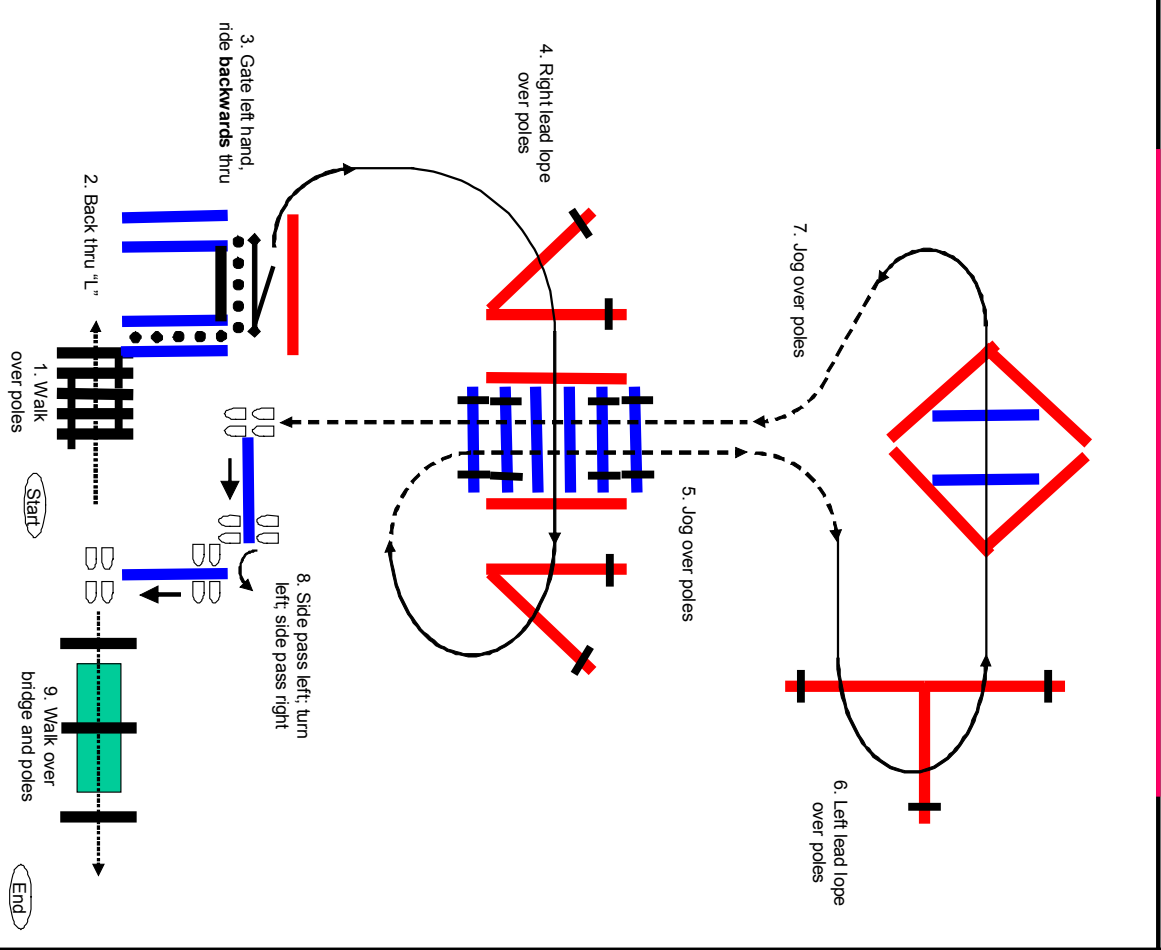 Start
1. Walk
over poles
2. Back thru "L"
3. Gate left hand,
ride backwards thru
4. Right lead lope
over poles
5. Jog over poles
6. Left lead lope
over poles
7. Jog over poles
8. Side pass left; turn
left; side pass right
9. Walk over
bridge and poles
End